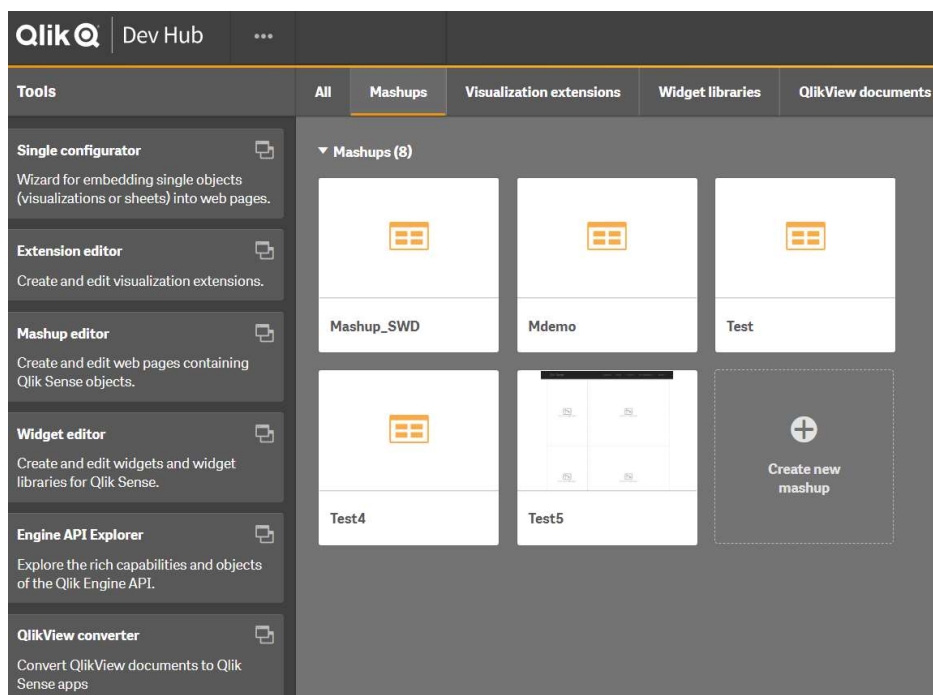 Qlik Dev Hub
Tools
All Mashups Visualization extensions Widget libraries QlikView documents
Single configurator
Wizard for embedding single objects
(visualizations or sheets) into web pages.
Extension editor
Create and edit visualization extensions.
Mashup editor
Create and edit web pages containing
Qlik Sense objects.
Widget editor
Create and edit widgets and widget
libraries for Qlik Sense.
Engine API Explorer
Explore the rich capabilities and objects
of the Qlik Engine API.
QlikView converter
Convert QlikView documents to Qlik
Sense apps
Mashups (8)
Mashup_SWD
Mdemo
Test
Test4
Test5
Create new
mashup